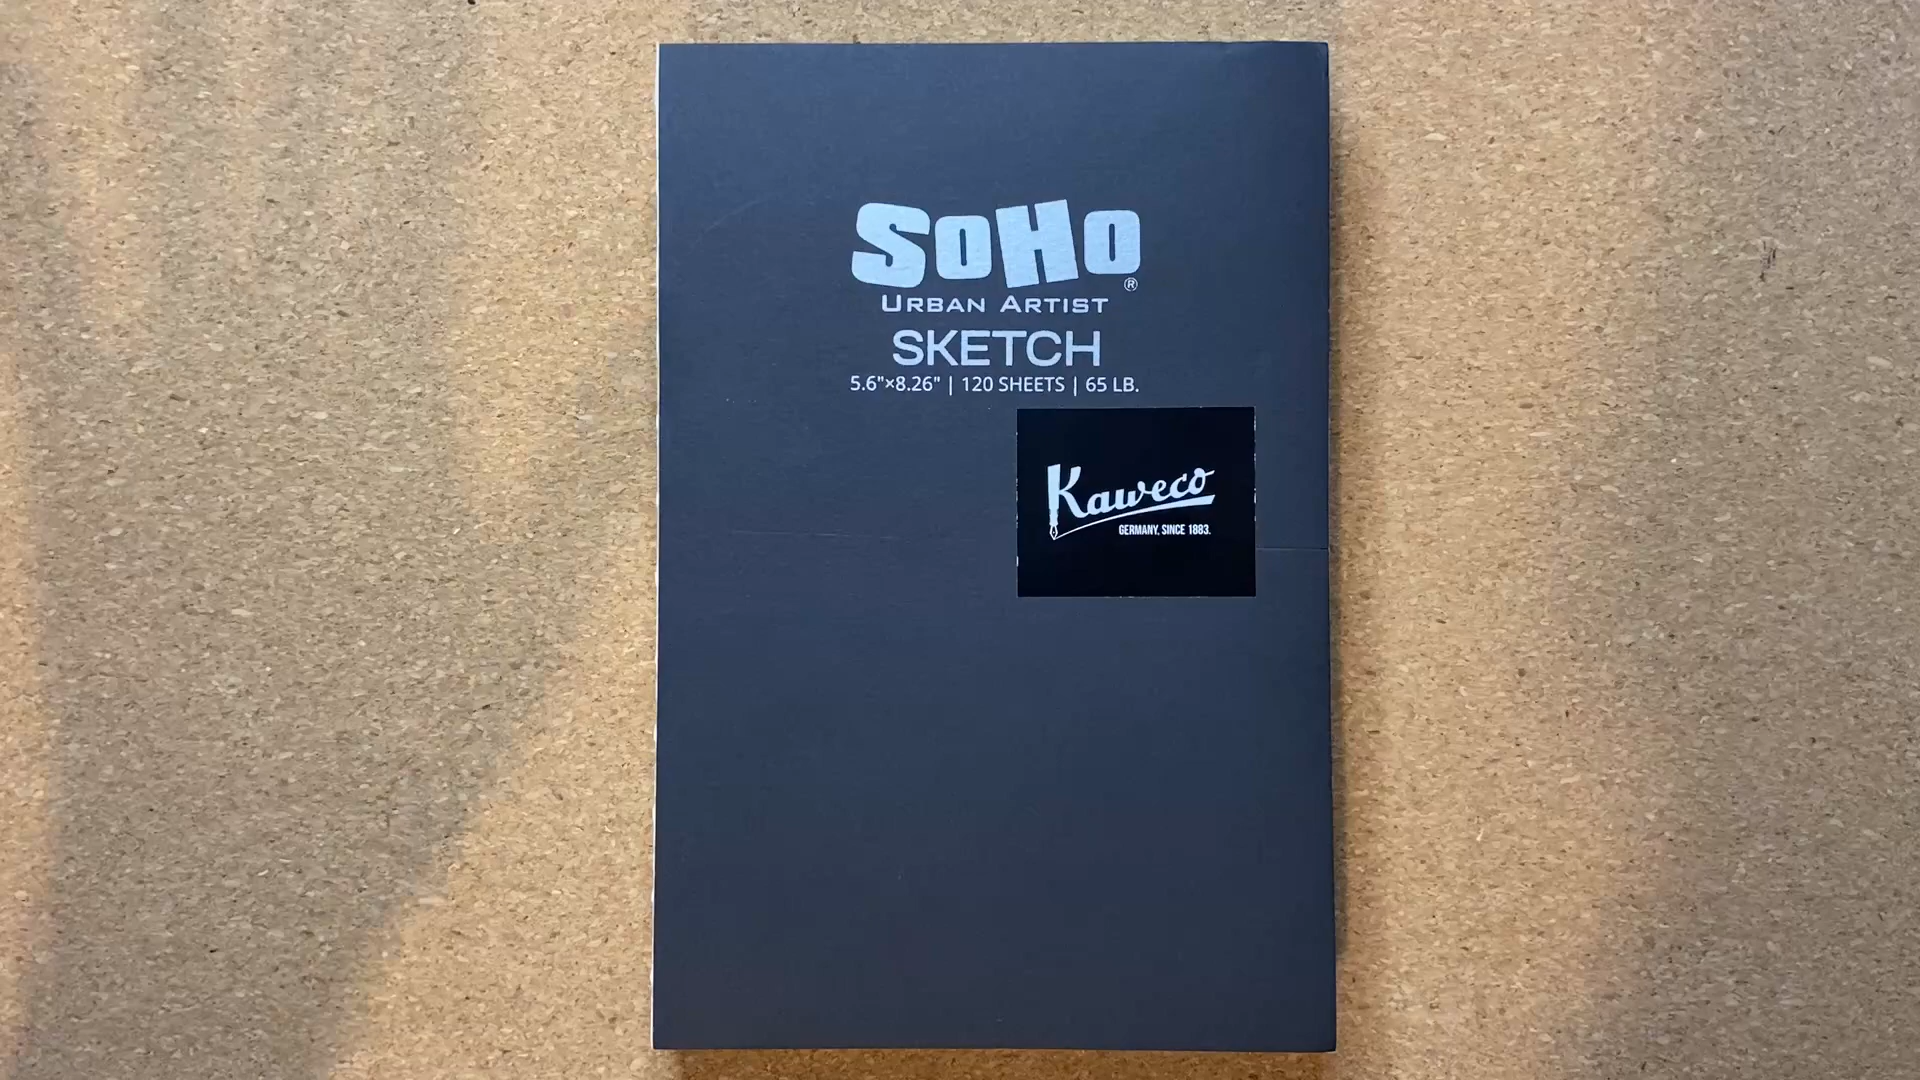 SoHo®
URBAN ARTIST
SKETCH
5.6"×8.26" | 120 SHEETS | 65 LB.
Kaweco
GERMANY, SINCE 1883.